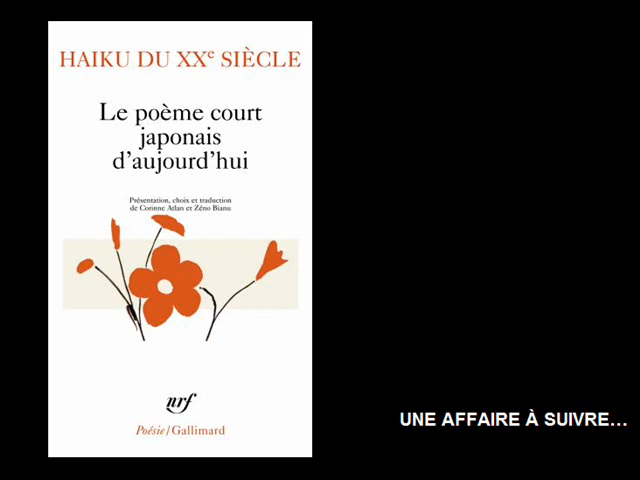 HAIKU DU XXe SIÈCLE
Le poème court
japonais
d'aujourd'hui
Présentation, choix et traduction
de Corinne Atlan et Zéno Bianu
nrf
Poésie/Gallimard
UNE AFFAIRE À SUIVRE...